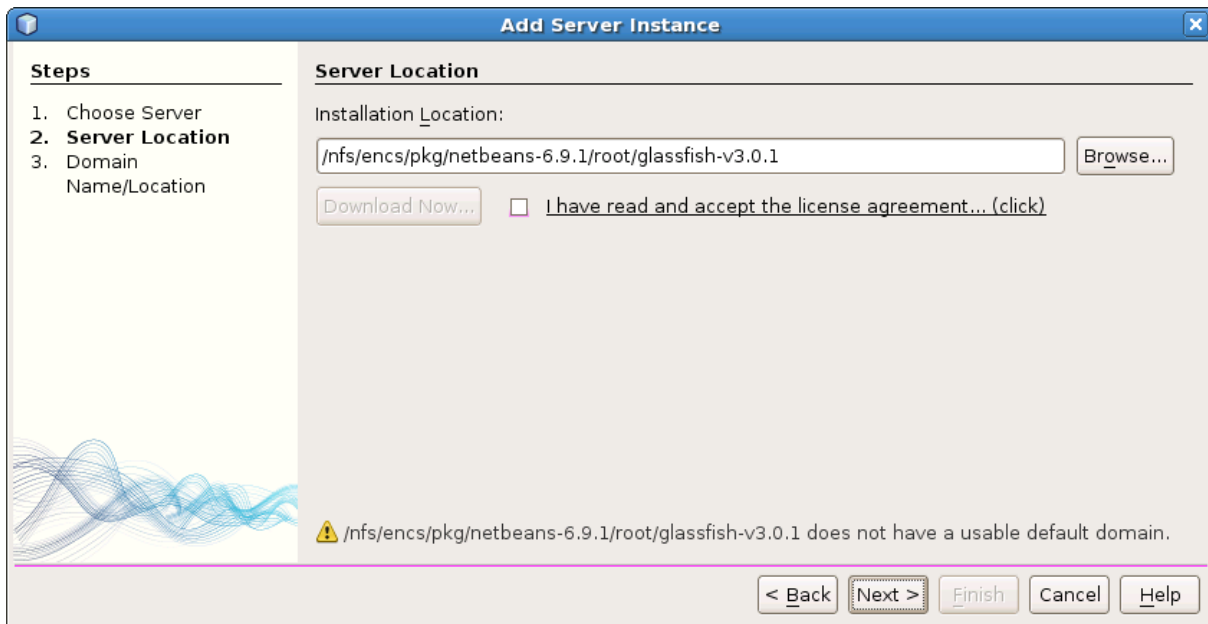 Add Server Instance
Steps
1. Choose Server
2. Server Location
3. Domain
Name/Location
Server Location
Installation Location:
/nfs/encs/pkg/netbeans-6.9.1/root/glassfish-v3.0.1
Browse...
Download Now...
I have read and accept the license agreement... (click)
/nfs/encs/pkg/netbeans-6.9.1/root/glassfish-v3.0.1 does not have a usable default domain.
< Back
Next >
Finish
Cancel
Help